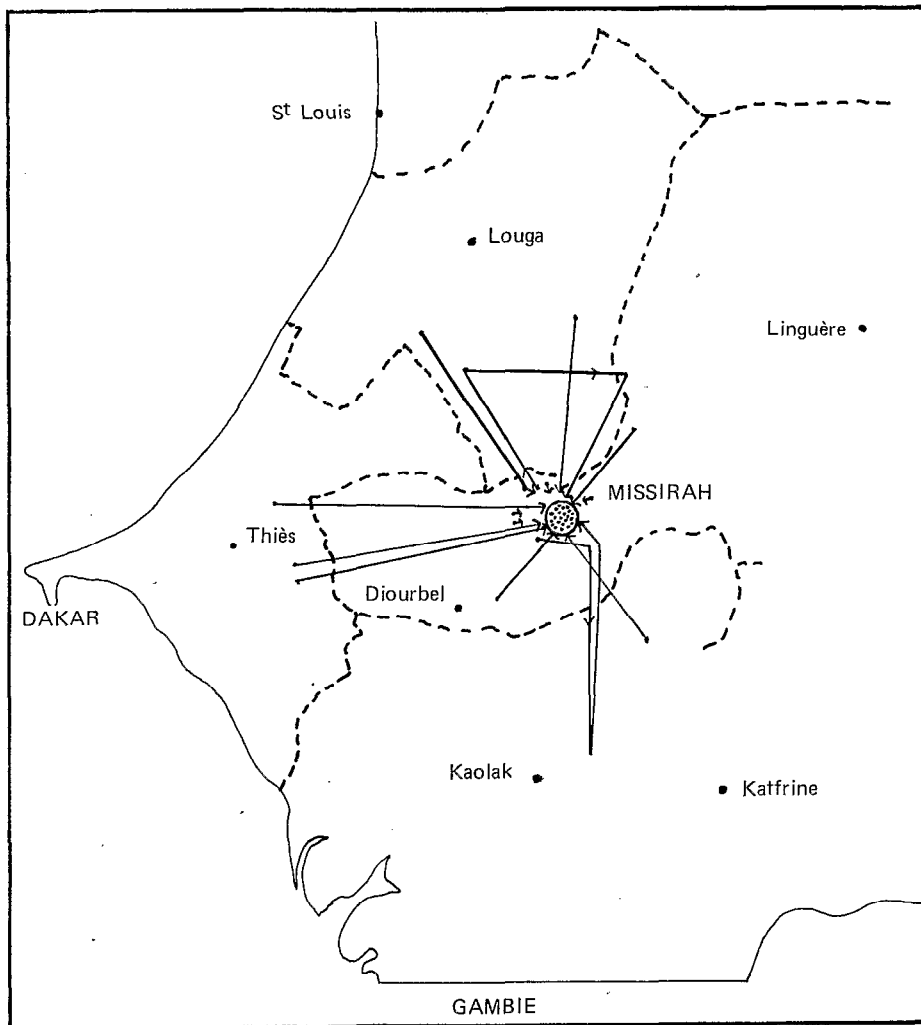 St Louis
Louga
Linguère
MISSIRAH
Thiès
Diourbel
DAKAR
Kaolak
Katfrine
GAMBIE